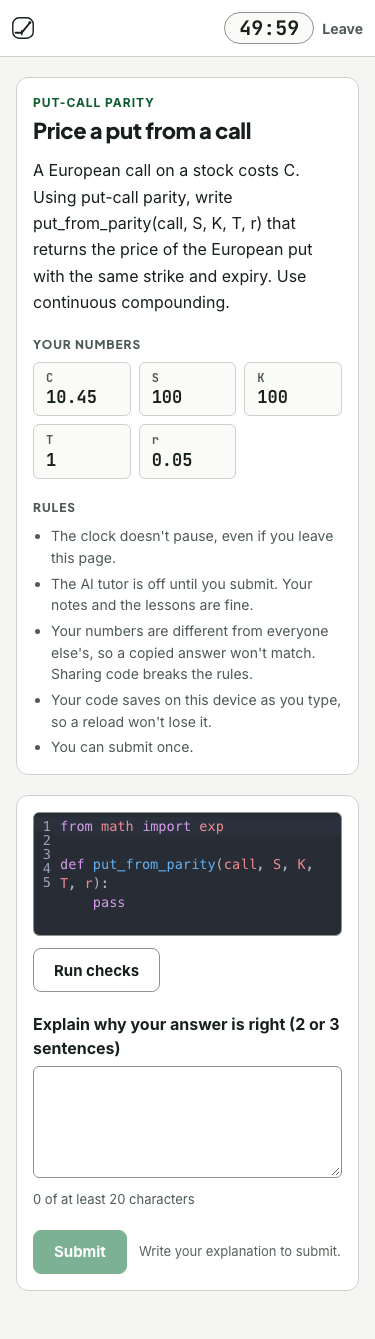 49:59
Leave
PUT-CALL PARITY
Price a put from a call
A European call on a stock costs C.
Using put-call parity, write
put_from_parity(call, S, K, T, r) that
returns the price of the European put
with the same strike and expiry. Use
continuous compounding.
YOUR NUMBERS
C
10.45
S
100
K
100
T
1
r
0.05
RULES
• The clock doesn't pause, even if you leave
this page.
• The AI tutor is off until you submit. Your
notes and the lessons are fine.
• Your numbers are different from everyone
else's, so a copied answer won't match.
Sharing code breaks the rules.
• Your code saves on this device as you type,
so a reload won't lose it.
• You can submit once.
1 from math import exp
2
3 def put_from_parity(call, S, K,
4 T, r):
5 pass
Run checks
Explain why your answer is right (2 or 3
sentences)
0 of at least 20 characters
Submit
Write your explanation to submit.